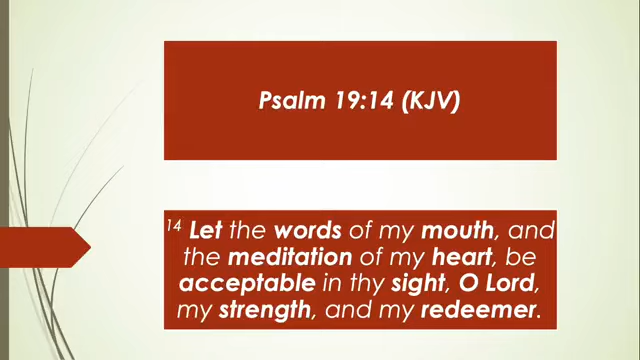 Psalm 19:14 (KJV)
14 Let the words of my mouth, and
the meditation of my heart, be
acceptable in thy sight, O Lord,
my strength, and my redeemer.